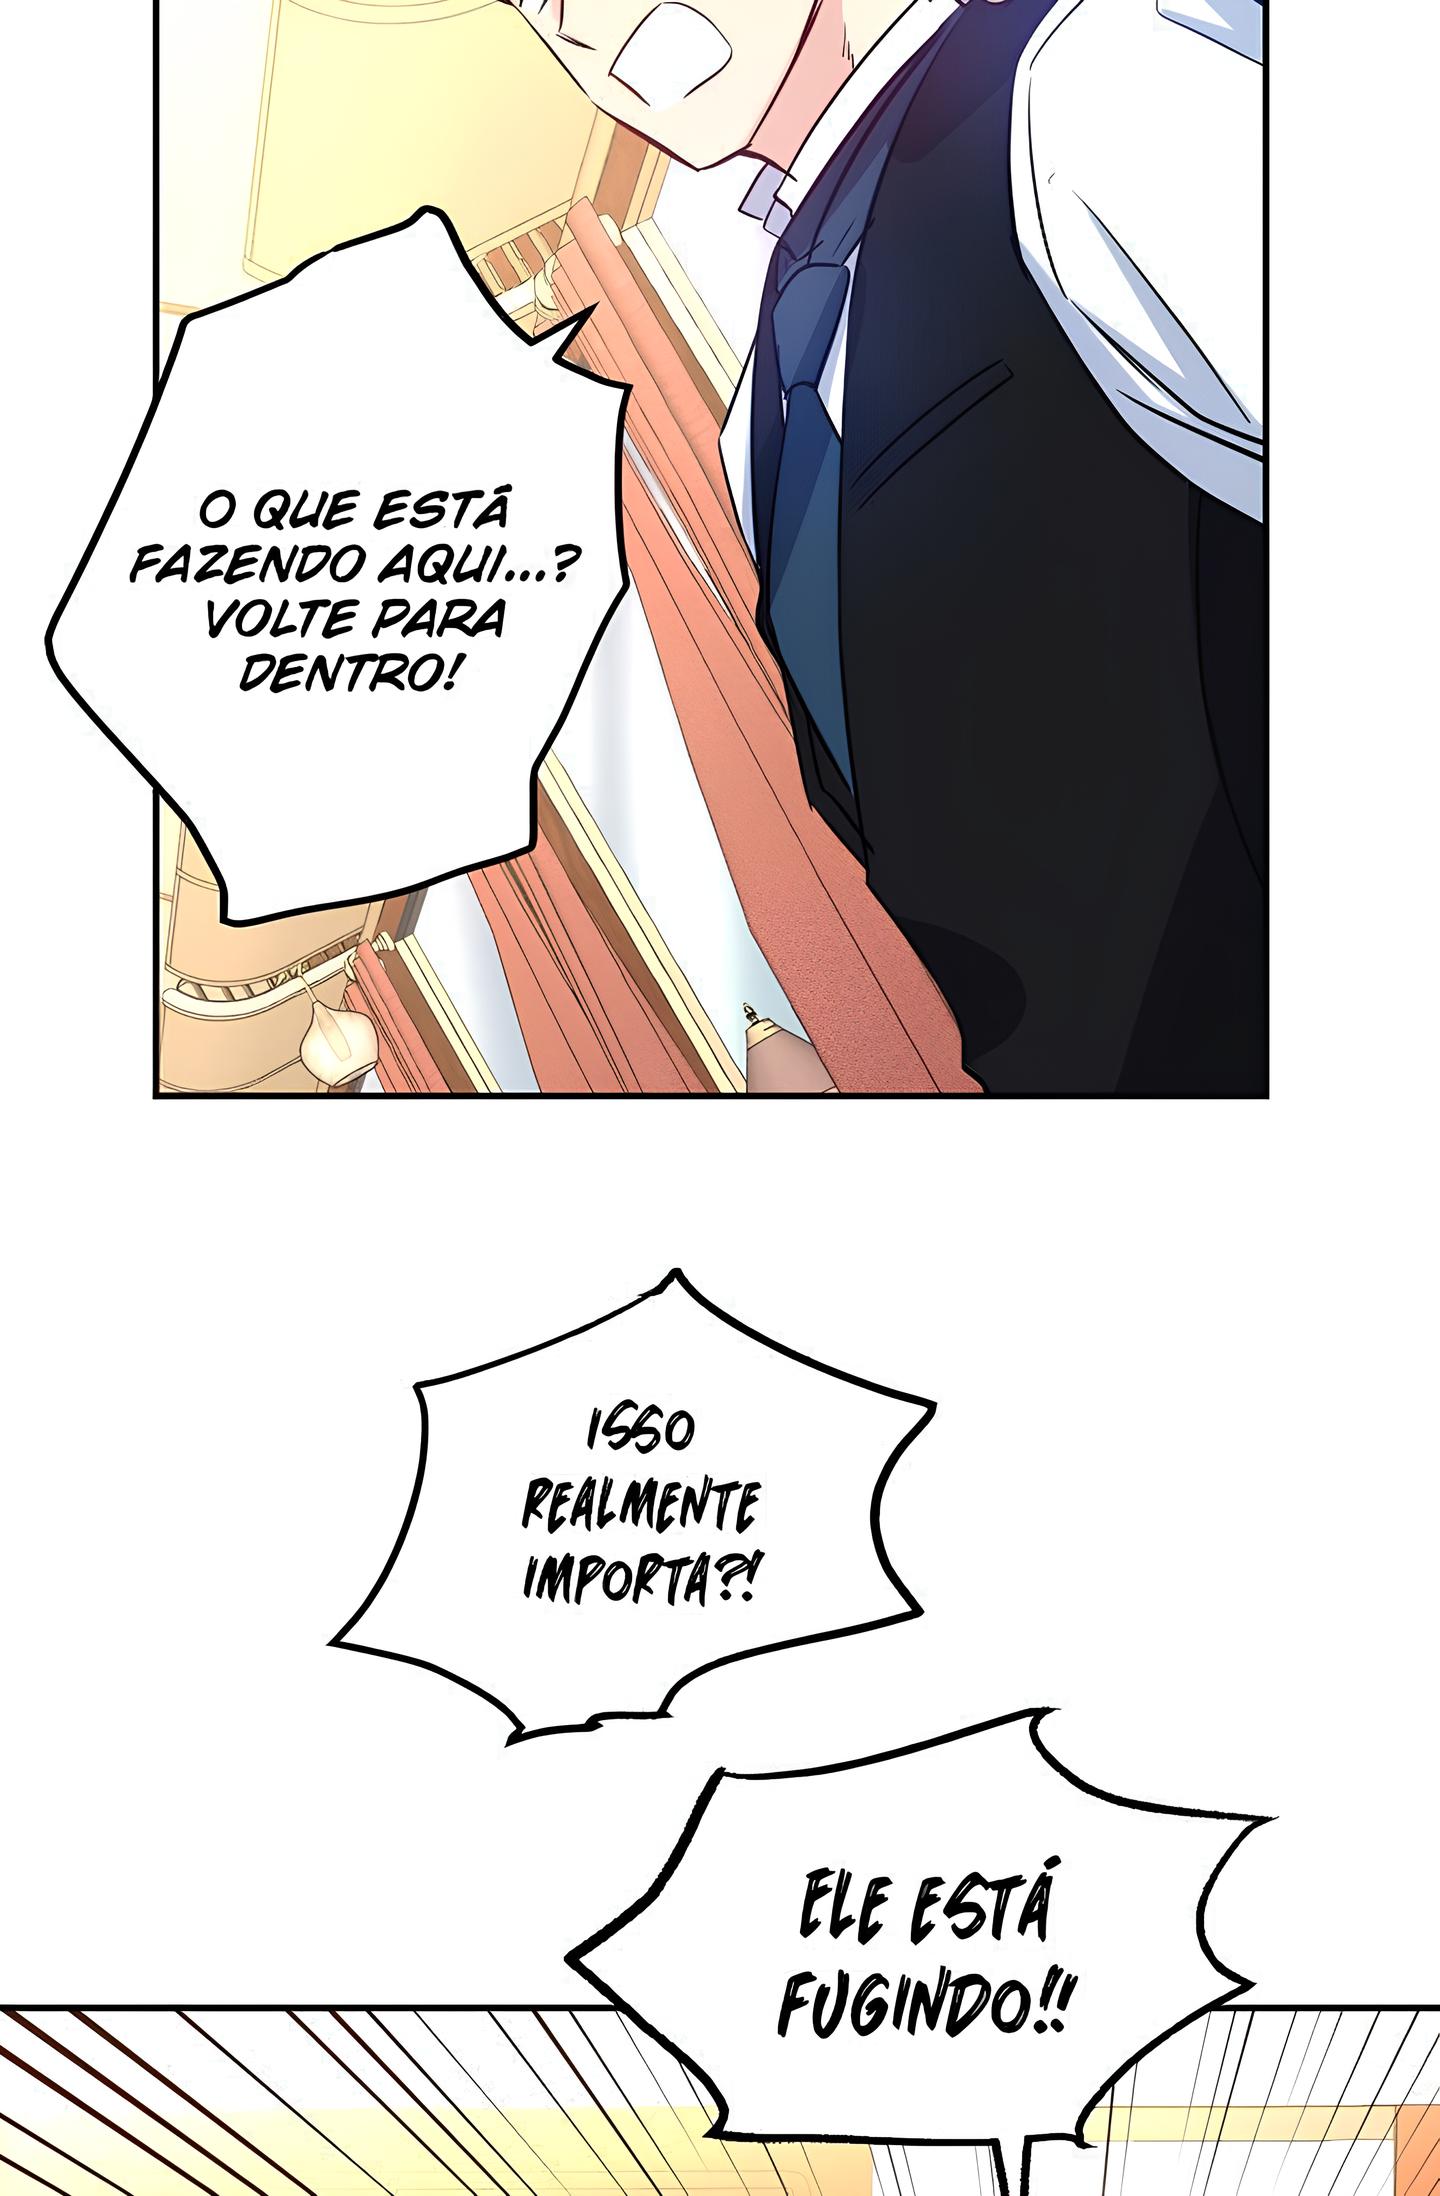 O QUE ESTÁ
FAZENDO AQUI...?
VOLTE PARA
DENTRO!
ISSO
REALMENTE
IMPORTA?!
ELE ESTÁ
FUGINDO!!